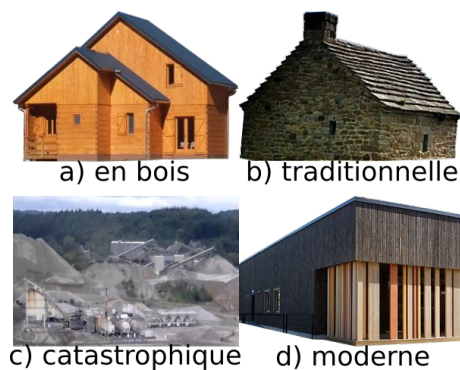 a) en bois
b) traditionnelle
c) catastrophique
d) moderne